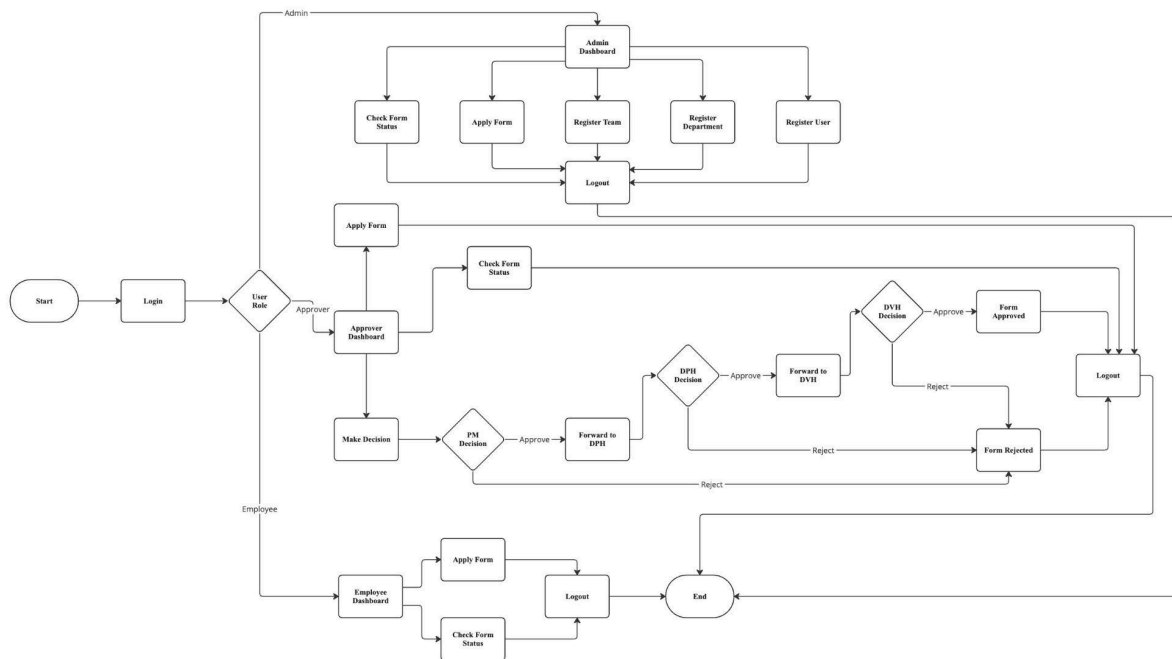 Admin
Admin
Dashboard
Check Form
Status
Apply Form
Register Team
Register
Department
Register User
Logout
Apply Form
Check Form
Status
Start
Login
User
Role
Approver
Approver
Dashboard
DVH
Decision
Approve
Form
Approved
DPH
Decision
Approve
Forward to
DVH
Logout
Reject
Make Decision
PM
Decision
Approve
Forward to
DPH
Reject
Form Rejected
Reject
Employee
Apply Form
Employee
Dashboard
Logout
End
Check Form
Status